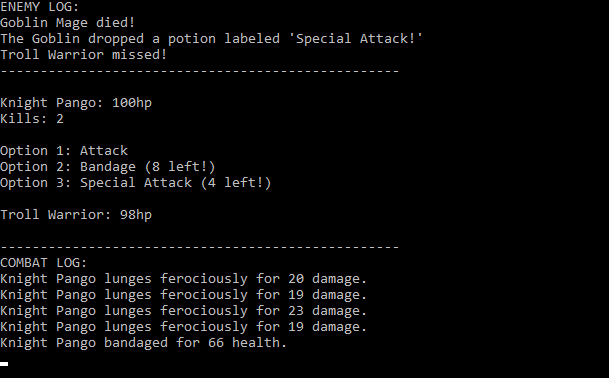 ENEMY LOG:
Goblin Mage died!
The Goblin dropped a potion labeled 'Special Attack!'
Troll Warrior missed!
--------------------------------------------------
Knight Pango: 100hp
Kills: 2
Option 1: Attack
Option 2: Bandage (8 left!)
Option 3: Special Attack (4 left!)
Troll Warrior: 98hp
--------------------------------------------------
COMBAT LOG:
Knight Pango lunges ferociously for 20 damage.
Knight Pango lunges ferociously for 19 damage.
Knight Pango lunges ferociously for 23 damage.
Knight Pango lunges ferociously for 19 damage.
Knight Pango bandaged for 66 health.